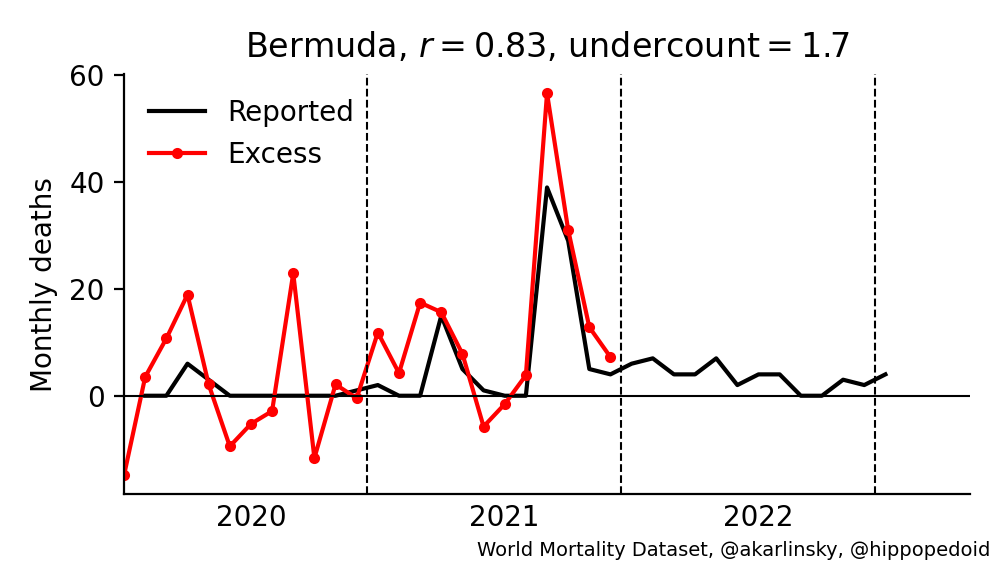 Bermuda, r = 0.83, undercount = 1.7
60
Reported
Excess
40
20
0
Monthly deaths
2020 2021 2022
World Mortality Dataset, @akarlinsky, @hippopedoid